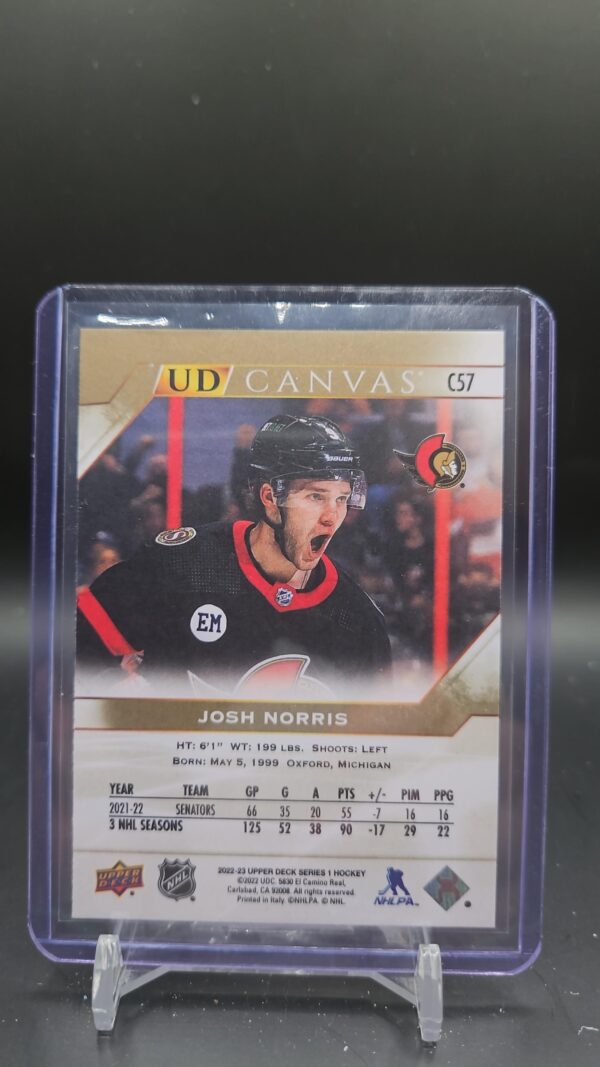 UD CANVAS C57
BAUER
EM
JOSH NORRIS
HT: 6'1" WT: 199 LBS. SHOOTS: LEFT
BORN: MAY 5, 1999 OXFORD, MICHIGAN
YEAR TEAM GP G A PTS +/- PIM PPG
2021-22 SENATORS 66 35 20 55 -7 16 16
3 NHL SEASONS 125 52 38 90 -17 29 22
2022-23 UPPER DECK SERIES 1 HOCKEY
©2022 UDC. 5830 El Camino Real,
Carlsbad, CA 92008. All rights reserved.
Printed in Italy. ©NHLPA. © NHL.
UPPER DECK
NHL
NHLPA